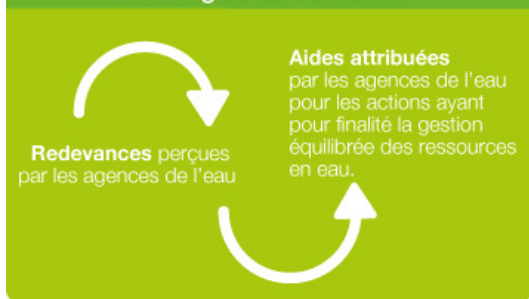 Redevances perçues
par les agences de l'eau
Aides attribuées
par les agences de l'eau
pour les actions ayant
pour finalité la gestion
équilibrée des ressources
en eau.